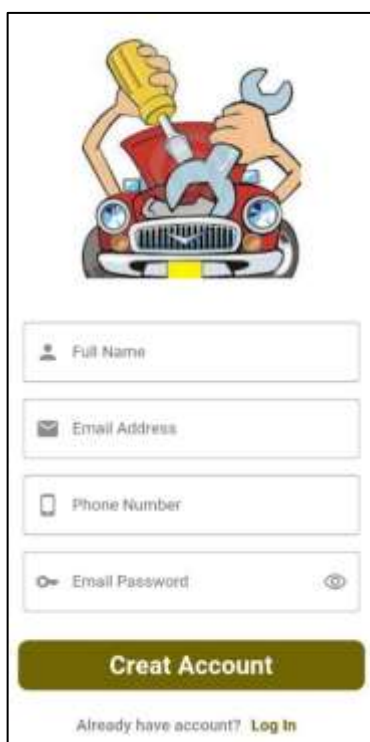 Full Name
Email Address
Phone Number
Email Password
Creat Account
Already have account? Log In